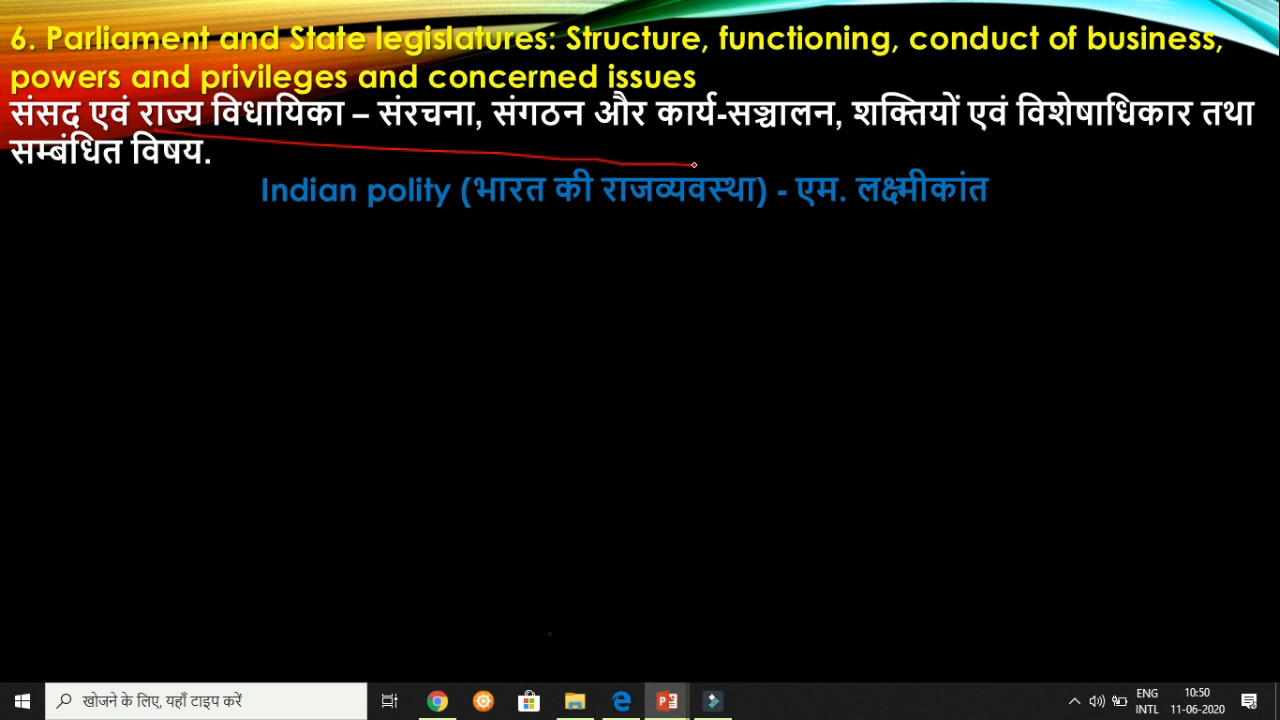 6. Parliament and State legislatures: Structure, functioning, conduct of business,
powers and privileges and concerned issues
संसद एवं राज्य विधायिका – संरचना, संगठन और कार्य-सञ्चालन, शक्तियों एवं विशेषाधिकार तथा
सम्बंधित विषय.
Indian polity (भारत की राजव्यवस्था) - एम. लक्ष्मीकांत
खोजने के लिए, यहाँ टाइप करें
ENG 10:50
INTL 11-06-2020